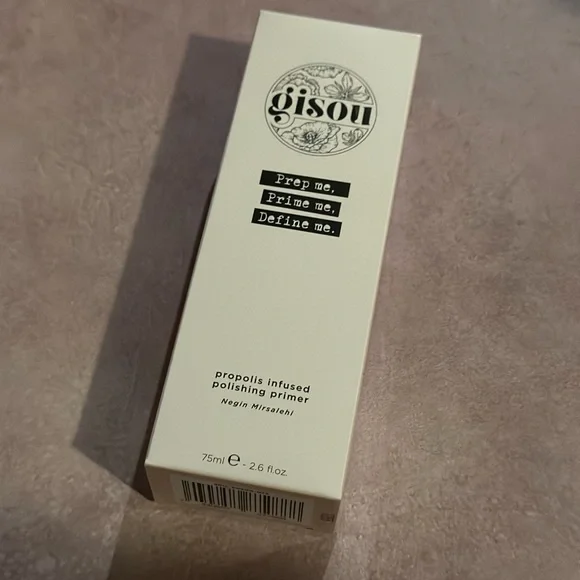 gisou
Prep me,
Prime me,
Define me.
propolis infused
polishing primer
Negin Mirsalehi
75ml ℮ - 2.6 fl.oz.